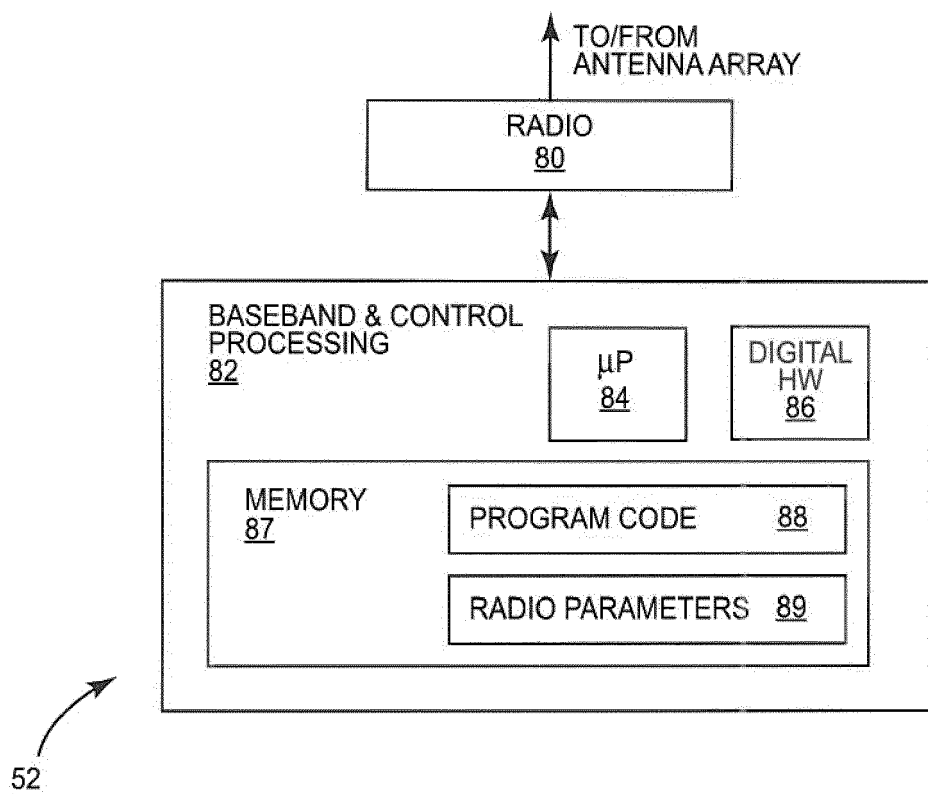 TO/FROM
ANTENNA ARRAY
RADIO
80
BASEBAND & CONTROL
PROCESSING
82
µP
84
DIGITAL
HW
86
MEMORY
87
PROGRAM CODE 88
RADIO PARAMETERS 89
52